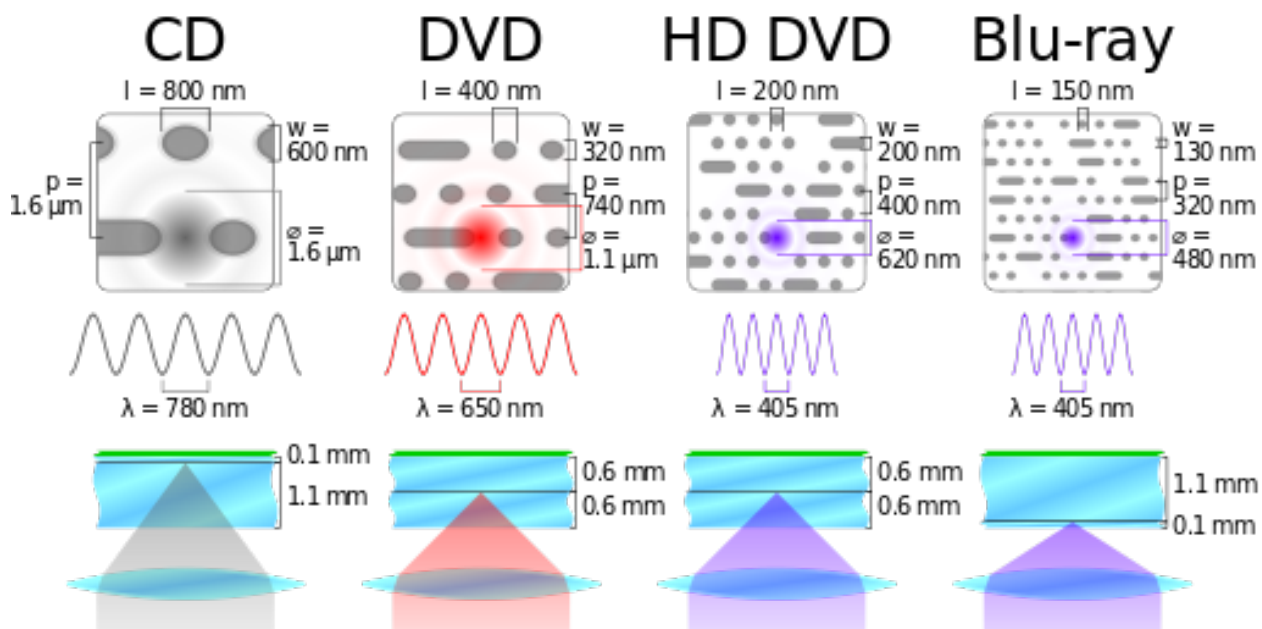 CD
l = 800 nm
w =
600 nm
p =
1.6 µm
⌀ =
1.6 µm
λ = 780 nm
0.1 mm
1.1 mm
DVD
l = 400 nm
w =
320 nm
p =
740 nm
⌀ =
1.1 µm
λ = 650 nm
0.6 mm
0.6 mm
HD DVD
l = 200 nm
w =
200 nm
p =
400 nm
⌀ =
620 nm
λ = 405 nm
0.6 mm
0.6 mm
Blu-ray
l = 150 nm
w =
130 nm
p =
320 nm
⌀ =
480 nm
λ = 405 nm
1.1 mm
0.1 mm